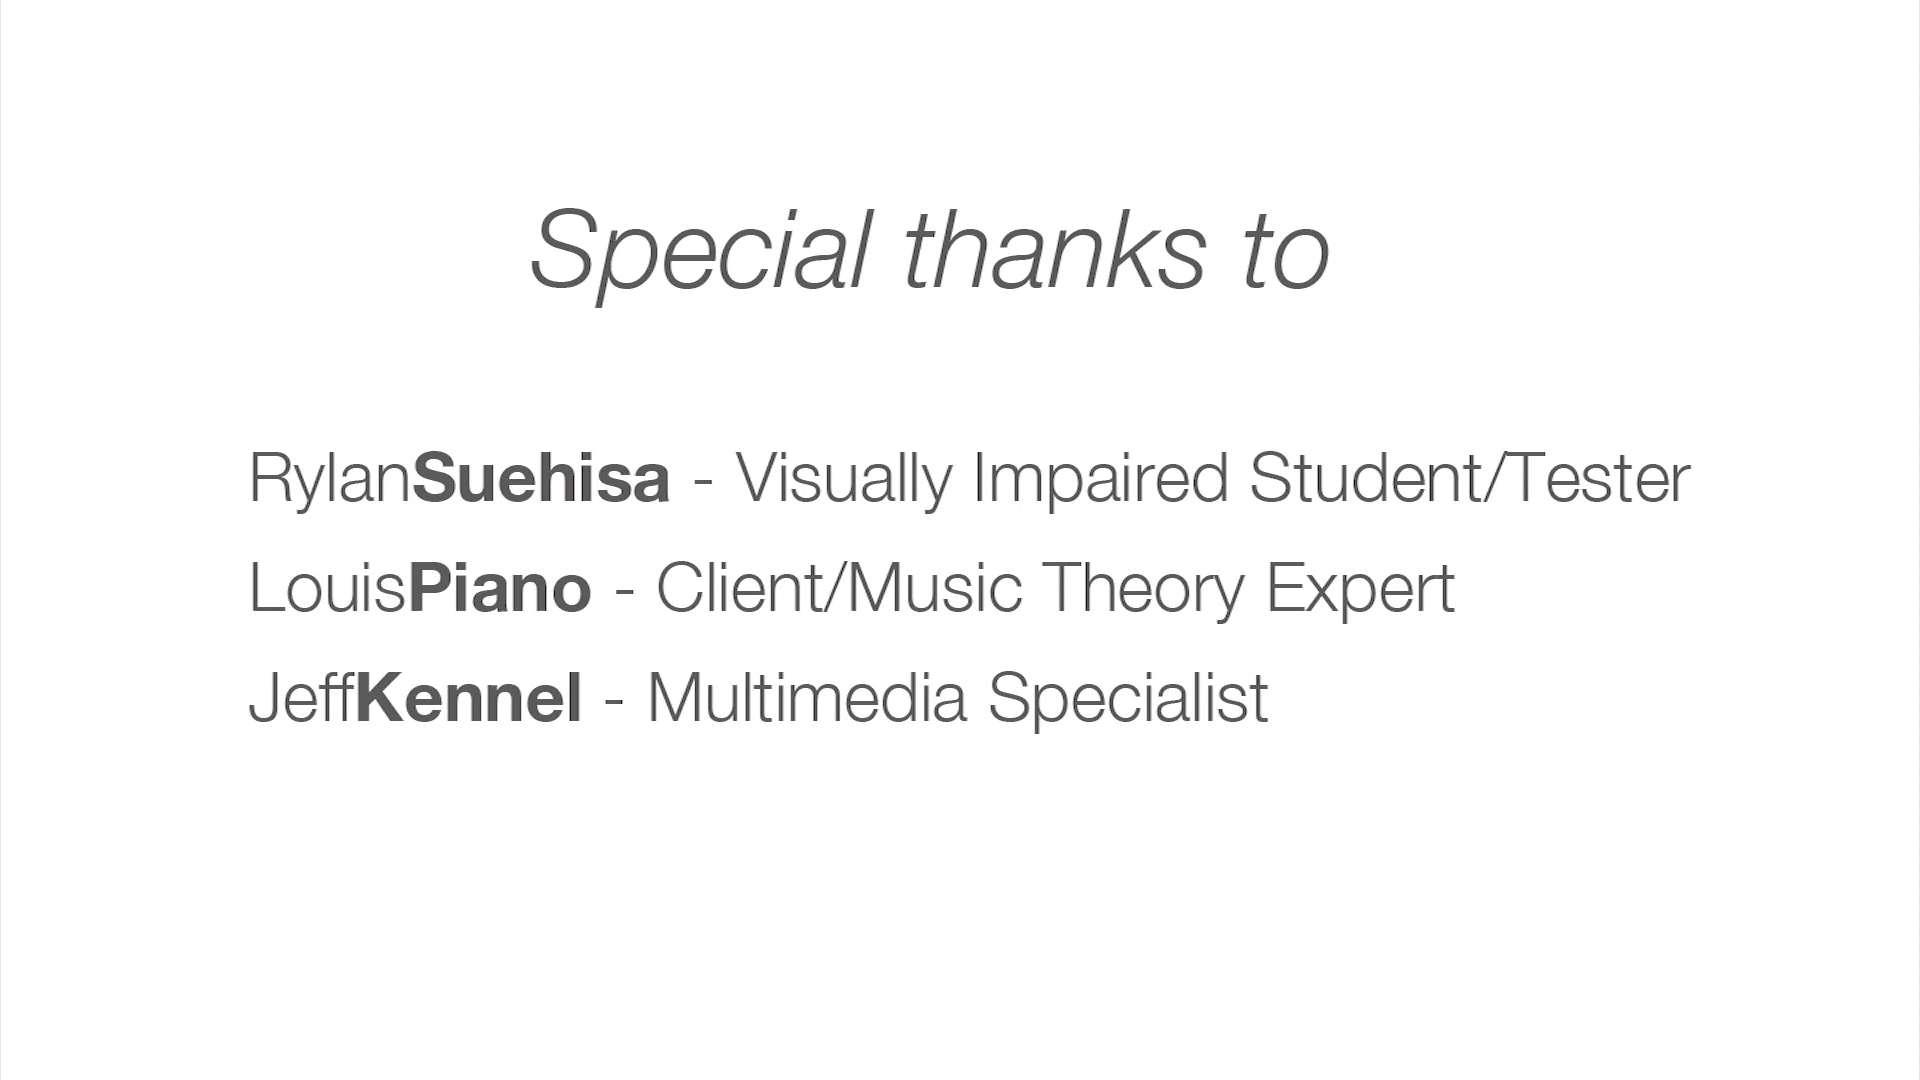 Special thanks to
RylanSuehisa - Visually Impaired Student/Tester
LouisPiano - Client/Music Theory Expert
JeffKennel - Multimedia Specialist